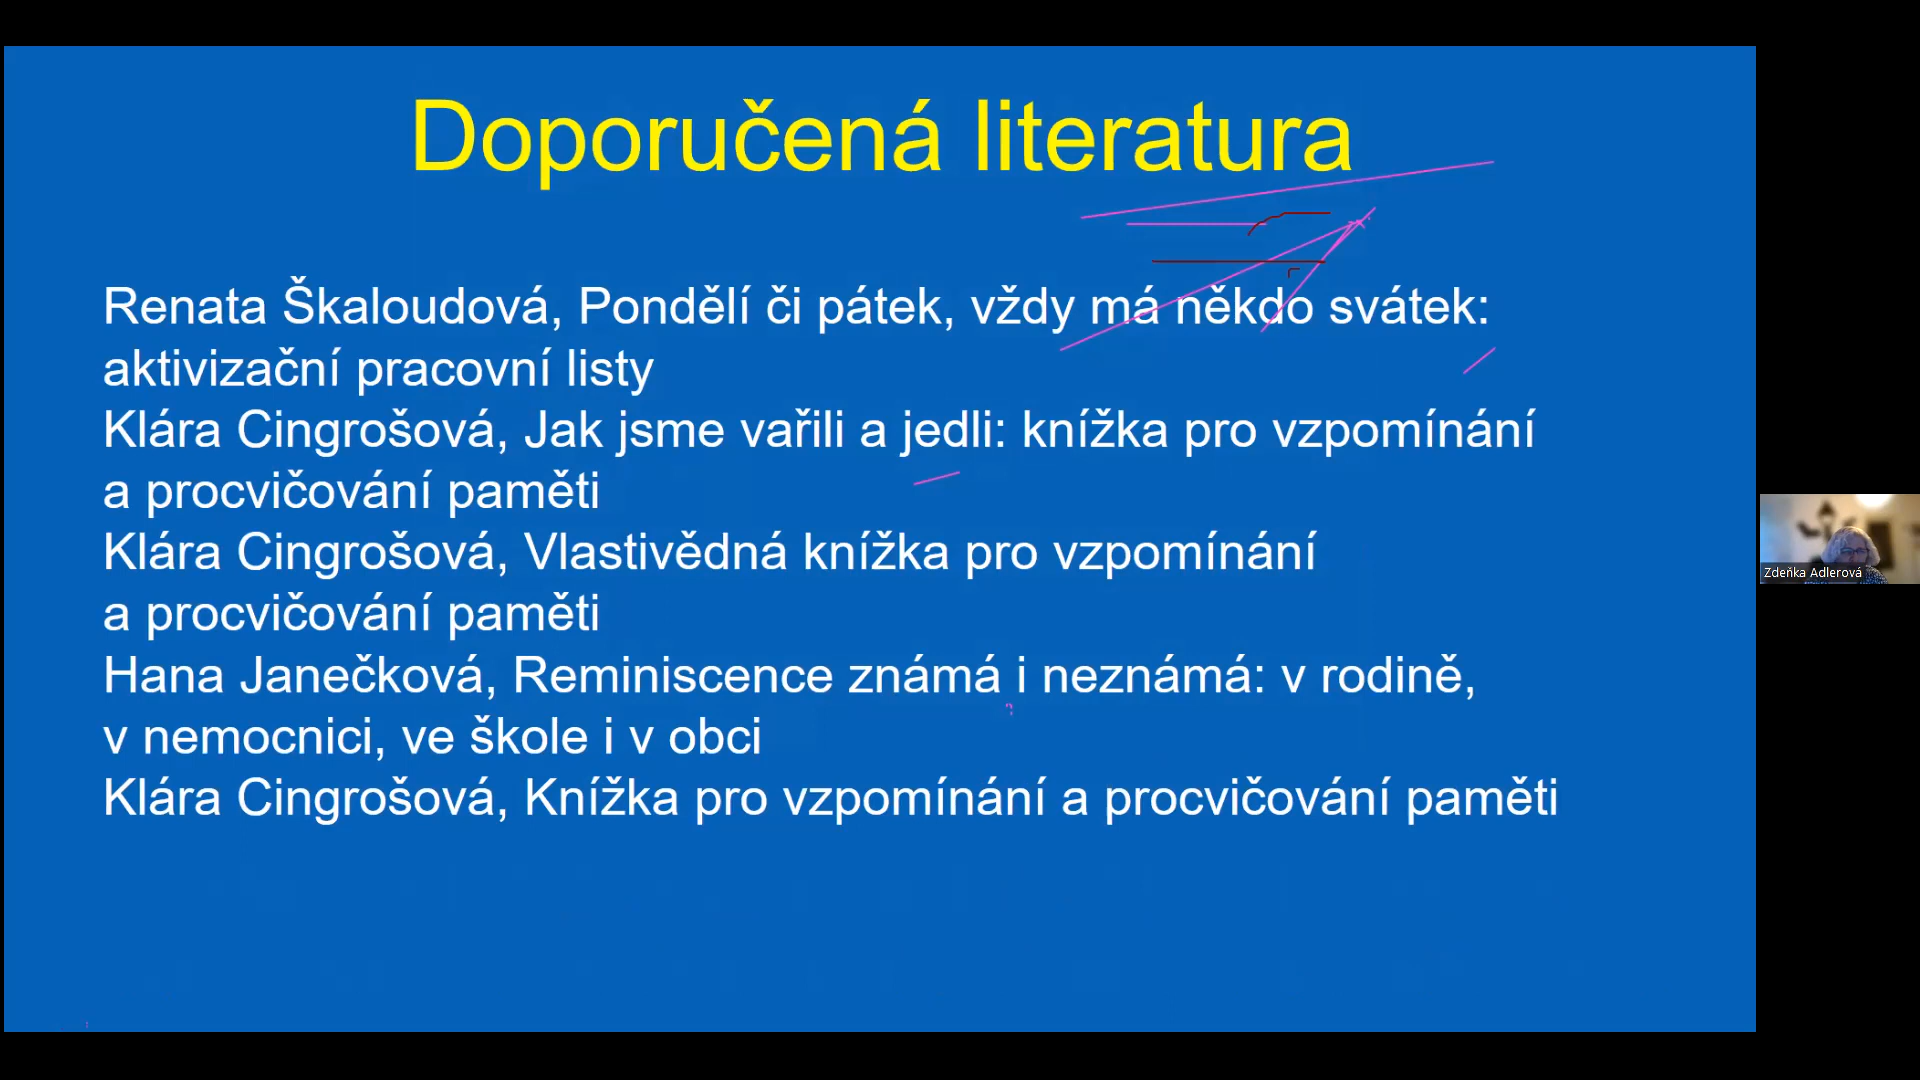 Doporučená literatura
Renata Škaloudová, Pondělí či pátek, vždy má někdo svátek:
aktivizační pracovní listy
Klára Cingrošová, Jak jsme vařili a jedli: knížka pro vzpomínání
a procvičování paměti
Klára Cingrošová, Vlastivědná knížka pro vzpomínání
a procvičování paměti
Hana Janečková, Reminiscence známá i neznámá: v rodině,
v nemocnici, ve škole i v obci
Klára Cingrošová, Knížka pro vzpomínání a procvičování paměti
Zdeňka Adlerová